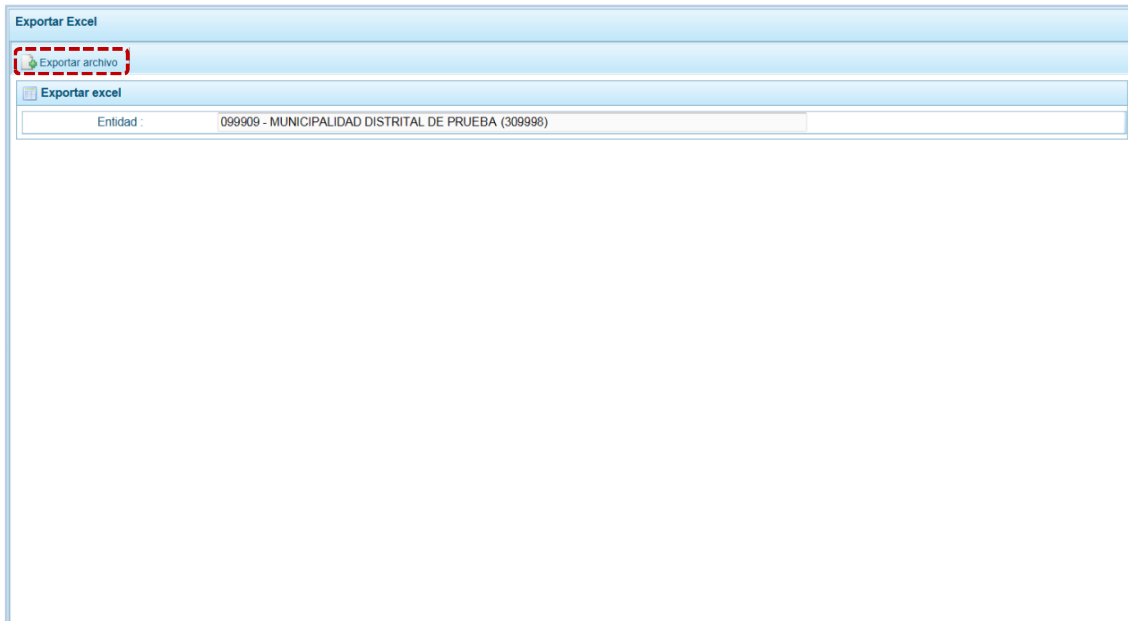 Exportar Excel
Exportar archivo
Exportar excel
Entidad : 099909 - MUNICIPALIDAD DISTRITAL DE PRUEBA (309998)